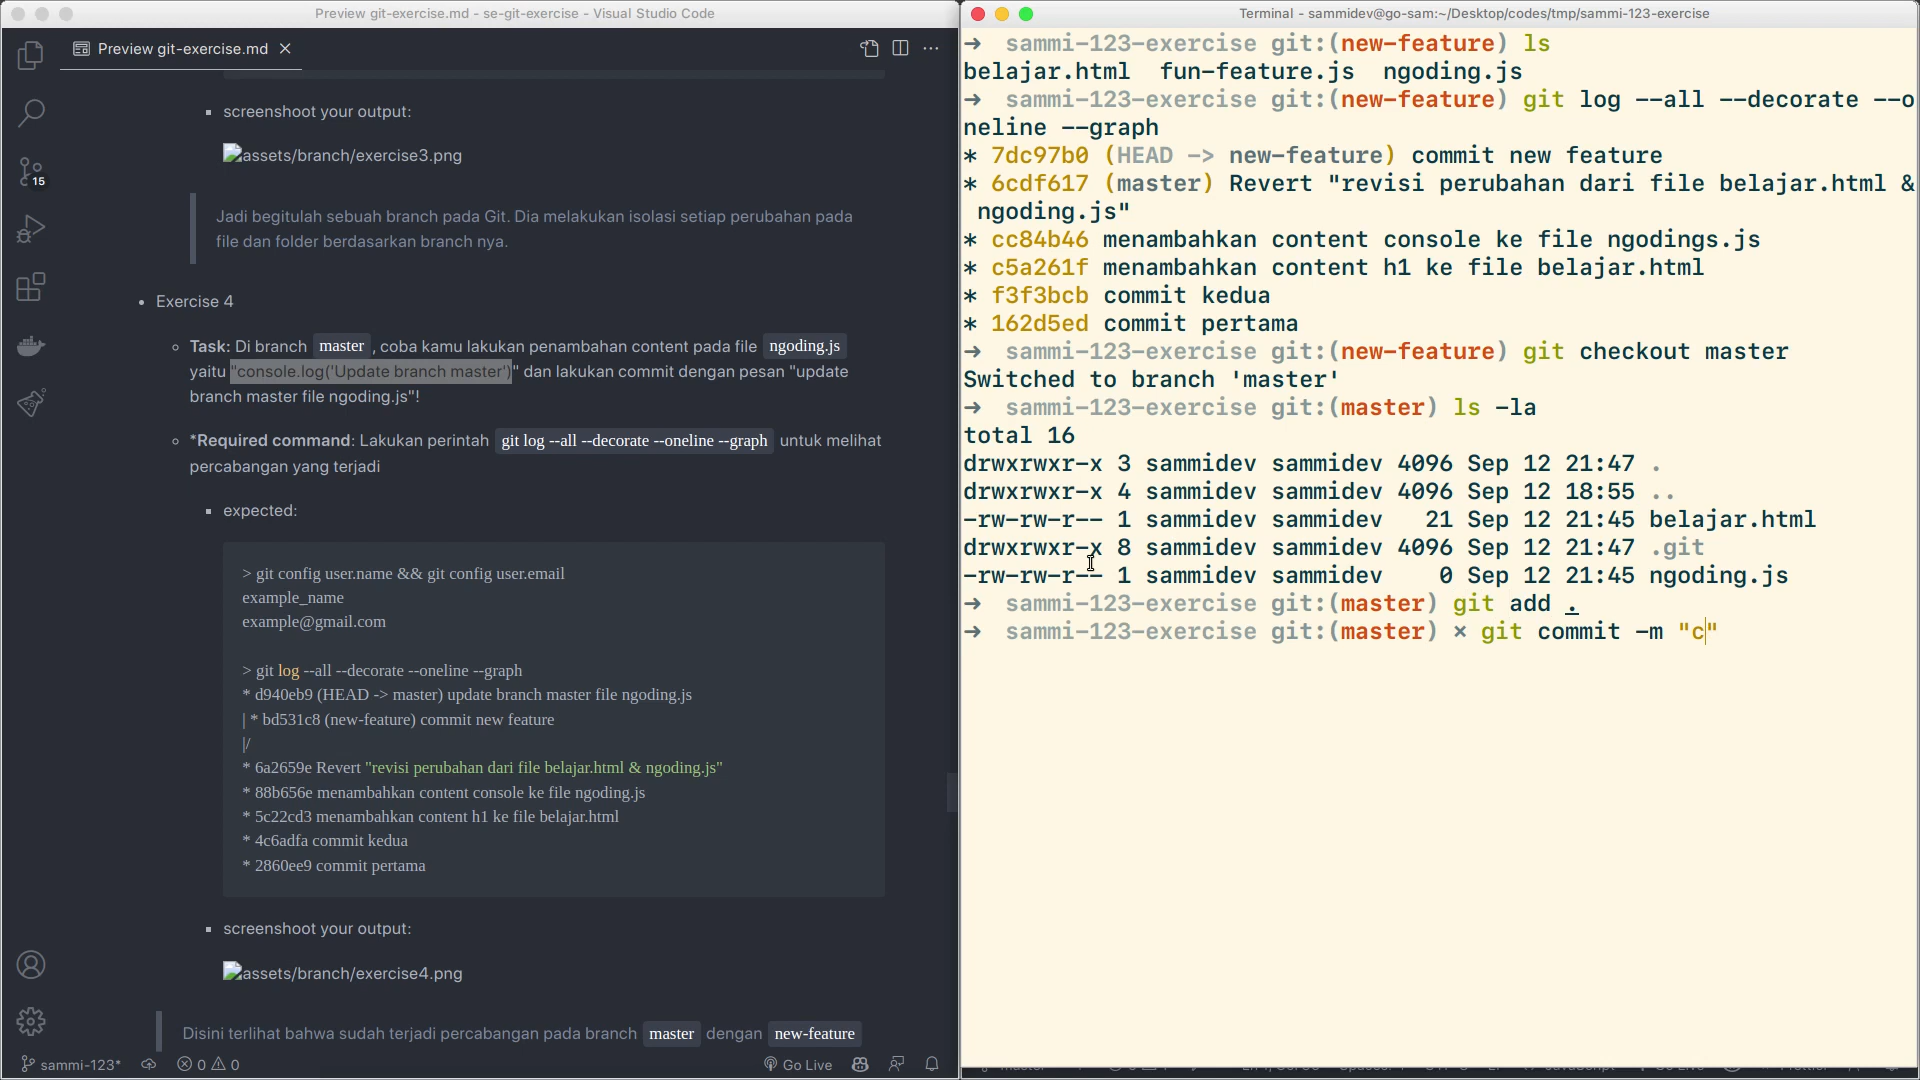 Preview git-exercise.md - se-git-exercise - Visual Studio Code
Preview git-exercise.md
screenshoot your output:
assets/branch/exercise3.png
Jadi begitulah sebuah branch pada Git. Dia melakukan isolasi setiap perubahan pada
file dan folder berdasarkan branch nya.
Exercise 4
Task: Di branch master , coba kamu lakukan penambahan content pada file ngoding.js
yaitu "console.log('Update branch master')" dan lakukan commit dengan pesan "update
branch master file ngoding.js"!
*Required command: Lakukan perintah git log --all --decorate --oneline --graph untuk melihat
percabangan yang terjadi
expected:
> git config user.name && git config user.email
example_name
example@gmail.com
> git log --all --decorate --oneline --graph
* d940eb9 (HEAD -> master) update branch master file ngoding.js
| * bd531c8 (new-feature) commit new feature
|/
* 6a2659e Revert "revisi perubahan dari file belajar.html & ngoding.js"
* 88b656e menambahkan content console ke file ngoding.js
* 5c22cd3 menambahkan content h1 ke file belajar.html
* 4c6adfa commit kedua
* 2860ee9 commit pertama
screenshoot your output:
assets/branch/exercise4.png
Disini terlihat bahwa sudah terjadi percabangan pada branch master dengan new-feature
15
sammi-123*
0 0
Go Live
Terminal - sammidev@go-sam:~/Desktop/codes/tmp/sammi-123-exercise
→ sammi-123-exercise git:(new-feature) ls
belajar.html fun-feature.js ngoding.js
→ sammi-123-exercise git:(new-feature) git log --all --decorate --o
neline --graph
* 7dc97b0 (HEAD -> new-feature) commit new feature
* 6cdf617 (master) Revert "revisi perubahan dari file belajar.html &
ngoding.js"
* cc84b46 menambahkan content console ke file ngodings.js
* c5a261f menambahkan content h1 ke file belajar.html
* f3f3bcb commit kedua
* 162d5ed commit pertama
→ sammi-123-exercise git:(new-feature) git checkout master
Switched to branch 'master'
→ sammi-123-exercise git:(master) ls -la
total 16
drwxrwxr-x 3 sammidev sammidev 4096 Sep 12 21:47 .
drwxrwxr-x 4 sammidev sammidev 4096 Sep 12 18:55 ..
-rw-rw-r-- 1 sammidev sammidev 21 Sep 12 21:45 belajar.html
drwxrwxr-x 8 sammidev sammidev 4096 Sep 12 21:47 .git
-rw-rw-r-- 1 sammidev sammidev 0 Sep 12 21:45 ngoding.js
→ sammi-123-exercise git:(master) git add .
→ sammi-123-exercise git:(master) × git commit -m "c"